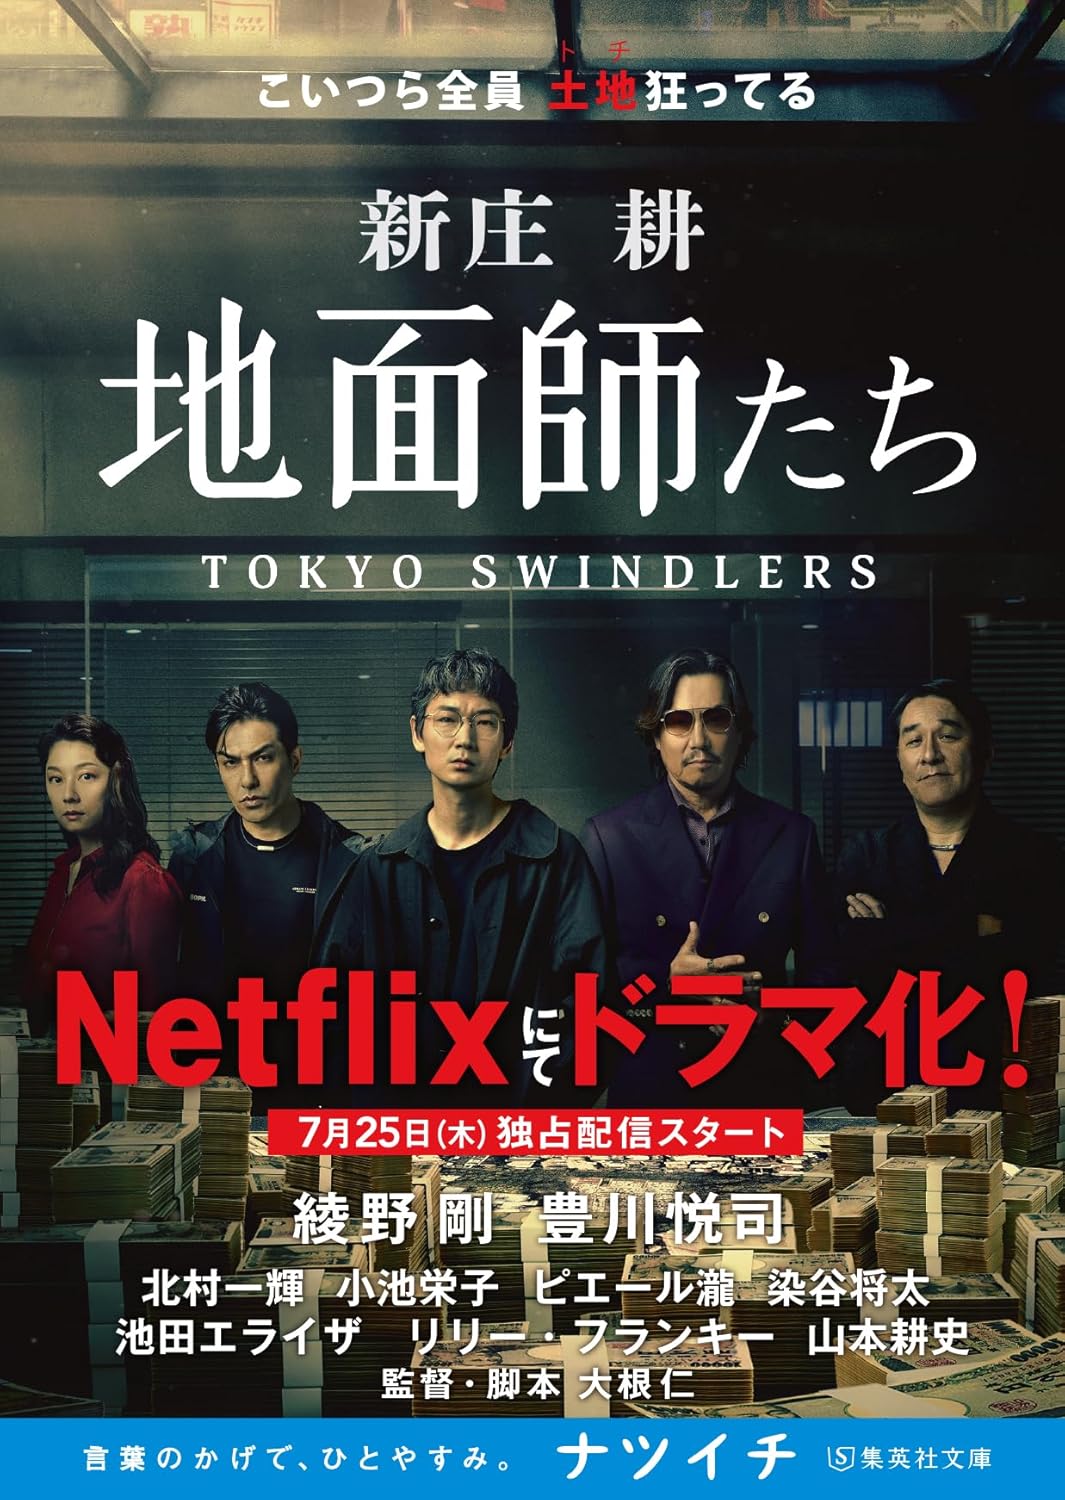 トチ
こいつら全員 土地狂ってる
新庄 耕
地面師たち
TOKYO SWINDLERS
Netflixにてドラマ化!
7月25日(木)独占配信スタート
綾野 剛 豊川悦司
北村一輝 小池栄子 ピエール瀧 染谷将太
池田エライザ リリー・フランキー 山本耕史
監督・脚本 大根 仁
言葉のかげで、ひとやすみ。 ナツイチ 集英社文庫